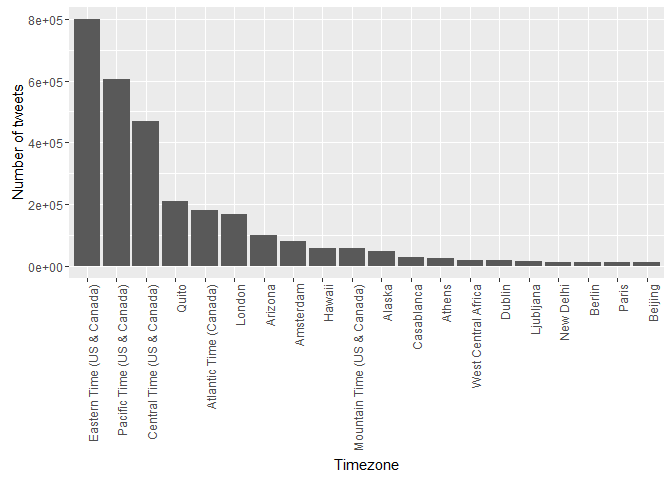 Number of tweets
8e+05
6e+05
4e+05
2e+05
0e+00
Eastern Time (US & Canada)
Pacific Time (US & Canada)
Central Time (US & Canada)
Quito
Atlantic Time (Canada)
London
Arizona
Amsterdam
Hawaii
Mountain Time (US & Canada)
Alaska
Casablanca
Athens
West Central Africa
Dublin
Ljubljana
New Delhi
Berlin
Paris
Beijing
Timezone